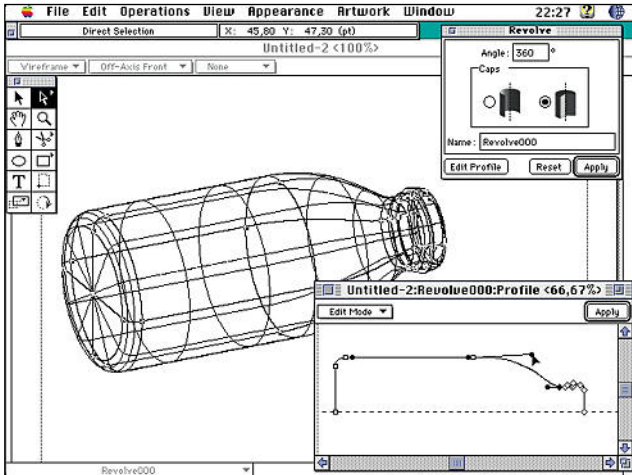 File Edit Operations View Appearance Artwork Window 22:27
Direct Selection X: 45,80 Y: 47,30 (pt)
Untitled-2 <100%>
Wireframe Off-Axis Front None
Revolve
Angle: 360 °
Caps
Name: Revolve000
Edit Profile Reset Apply
T
Untitled-2:Revolve000:Profile <66,67%>
Edit Mode Apply
Revolve000